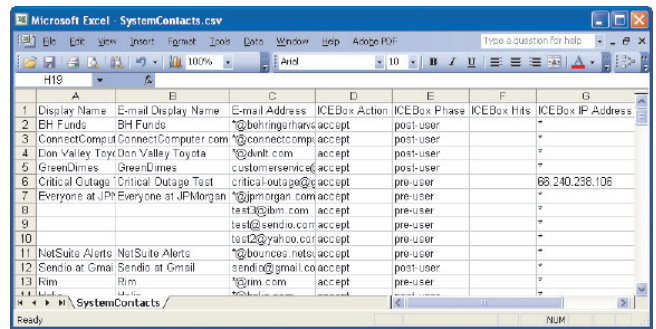 Microsoft Excel - SystemContacts.csv
File Edit View Insert Format Tools Data Window Help Adobe PDF Type a question for help
100% Arial 10 B I U
H19 fx
A B C D E F G
1 Display Name E-mail Display Name E-mail Address ICEBox Action ICEBox Phase ICEBox Hits ICEBox IP Address
2 BH Funds BH Funds *@behringerharva accept post-user *
3 ConnectComput ConnectComputer.com *@connectcompu accept post-user *
4 Don Valley Toyo Don Valley Toyota *@dvnlt.com accept post-user *
5 GreenDimes GreenDimes customerservice@ accept post-user *
6 Critical Outage T Critical Outage Test critical-outage@g accept pre-user 66.240.238.106
7 Everyone at JPM Everyone at JPMorgan *@jpmorgan.com accept pre-user *
8 test3@ibm.com accept pre-user *
9 test@sendio.com accept pre-user *
10 test2@yahoo.cor accept pre-user *
11 NetSuite Alerts NetSuite Alerts *@bounces.nets accept pre-user *
12 Sendio at Gmai Sendio at Gmail sendio@gmail.co accept post-user *
13 Rim Rim *@rim.com accept pre-user *
14
SystemContacts
Ready NUM